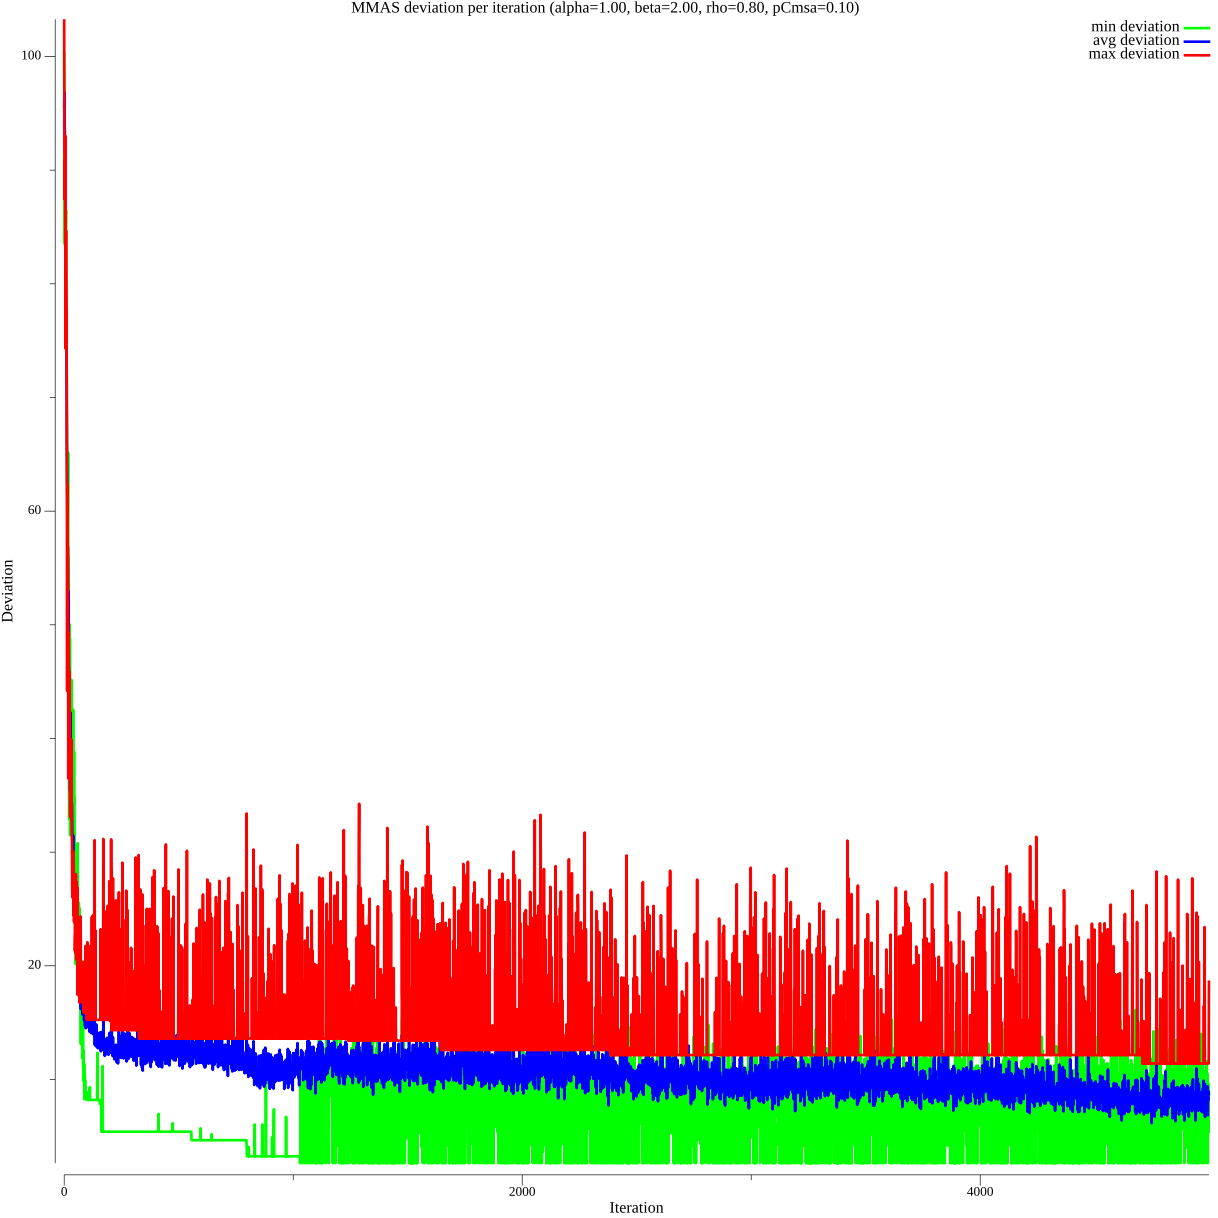 MMAS deviation per iteration (alpha=1.00, beta=2.00, rho=0.80, pCmsa=0.10)
min deviation
avg deviation
max deviation
100
60
20
Deviation
0
2000
4000
Iteration